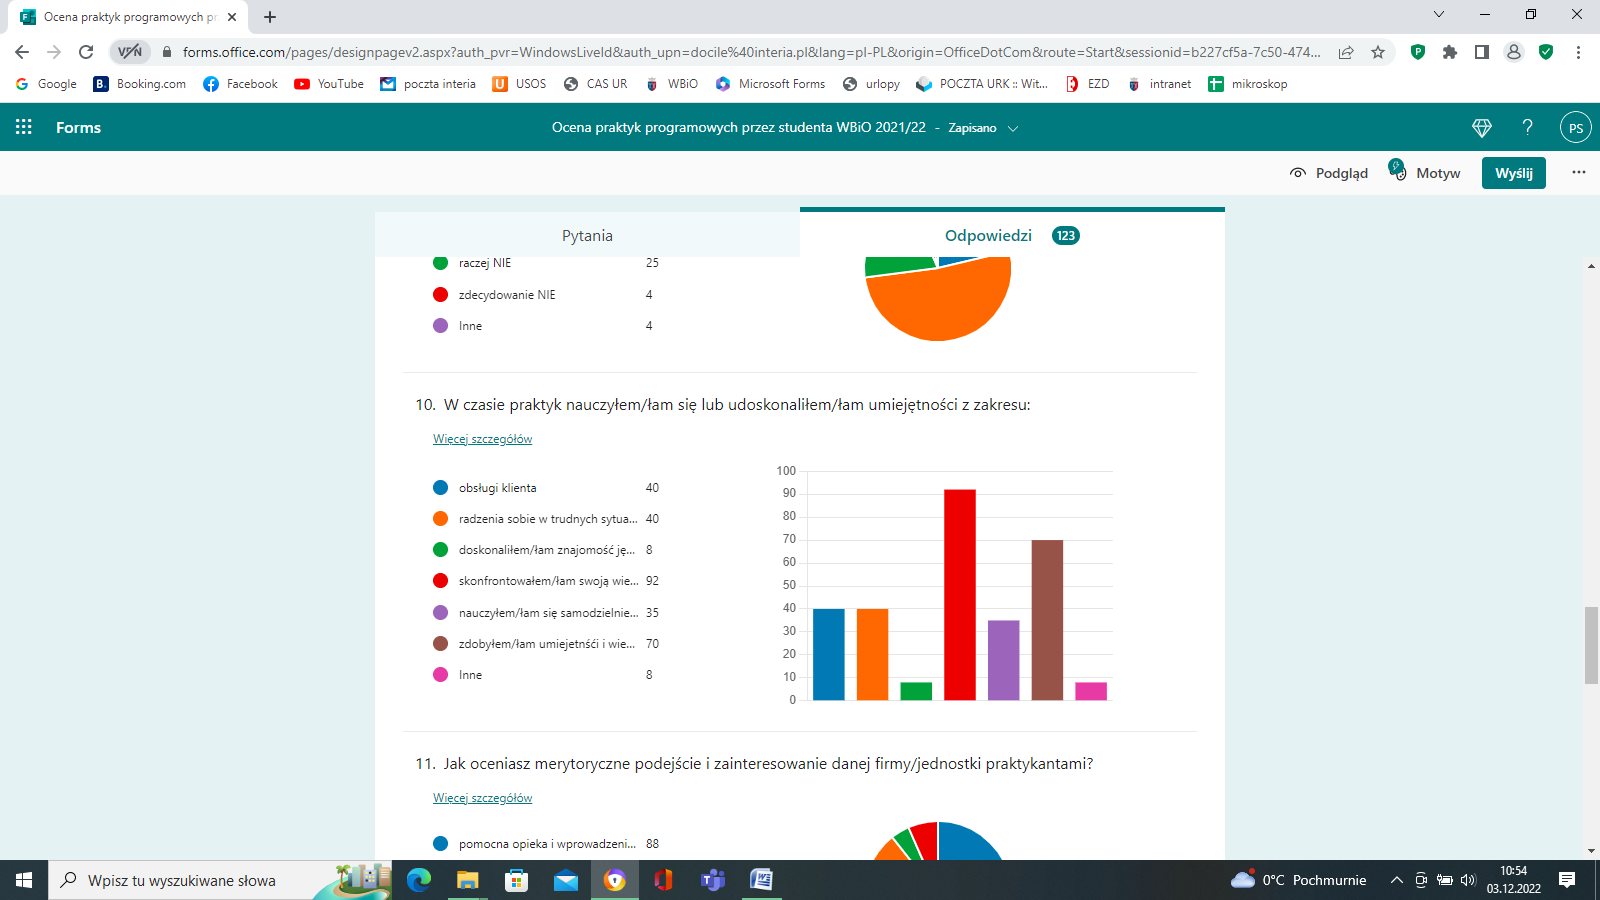 Ocena praktyk programowych pr
VPN
forms.office.com/pages/designpagev2.aspx?auth_pvr=WindowsLiveId&auth_upn=docile%40interia.pl&lang=pl-PL&origin=OfficeDotCom&route=Start&sessionid=b227cf5a-7c50-474...
Google Booking.com Facebook YouTube poczta interia USOS CAS UR WBiO Microsoft Forms urlopy POCZTA URK :: Wit... EZD intranet mikroskop
Forms
Ocena praktyk programowych przez studenta WBiO 2021/22 - Zapisano
? PS
Podgląd Motyw Wyślij ...
Pytania
Odpowiedzi 123
raczej NIE 25
zdecydowanie NIE 4
Inne 4
10. W czasie praktyk nauczyłem/łam się lub udoskonaliłem/łam umiejętności z zakresu:
Więcej szczegółów
obsługi klienta 40
radzenia sobie w trudnych sytua... 40
doskonaliłem/łam znajomość ję... 8
skonfrontowałem/łam swoją wie... 92
nauczyłem/łam się samodzielnie... 35
zdobyłem/łam umiejetnśći i wie... 70
Inne 8
100
90
80
70
60
50
40
30
20
10
0
11. Jak oceniasz merytoryczne podejście i zainteresowanie danej firmy/jednostki praktykantami?
Więcej szczegółów
pomocna opieka i wprowadzeni... 88
Wpisz tu wyszukiwane słowa
0°C Pochmurnie
10:54
03.12.2022